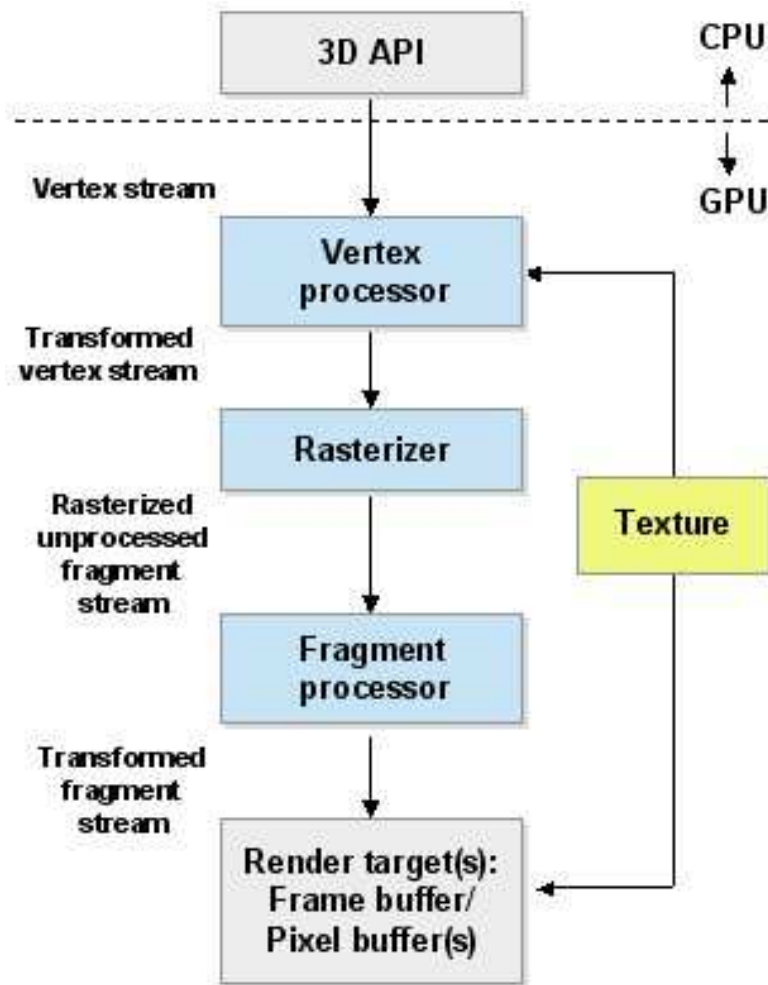 3D API
CPU
GPU
Vertex stream
Vertex
processor
Transformed
vertex stream
Rasterizer
Rasterized
unprocessed
fragment
stream
Texture
Fragment
processor
Transformed
fragment
stream
Render target(s):
Frame buffer/
Pixel buffer(s)